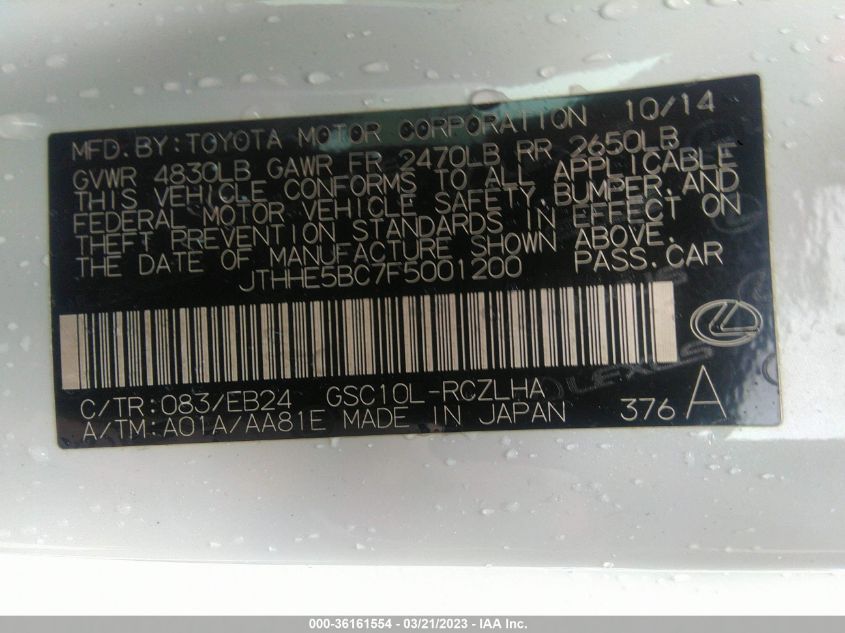 MFD.BY:TOYOTA MOTOR CORPORATION 10/14
GVWR 4830LB GAWR FR 2470LB RR 2650LB
THIS VEHICLE CONFORMS TO ALL APPLICABLE
FEDERAL MOTOR VEHICLE SAFETY,BUMPER,AND
THEFT PREVENTION STANDARDS IN EFFECT ON
THE DATE OF MANUFACTURE SHOWN ABOVE.
JTHHE5BC7F5001200 PASS.CAR
C/TR:083/EB24 GSC10L-RCZLHA
A/TM:A01A/AA81E MADE IN JAPAN 376 A
LEXUS
000-36161554 - 03/21/2023 - IAA Inc.